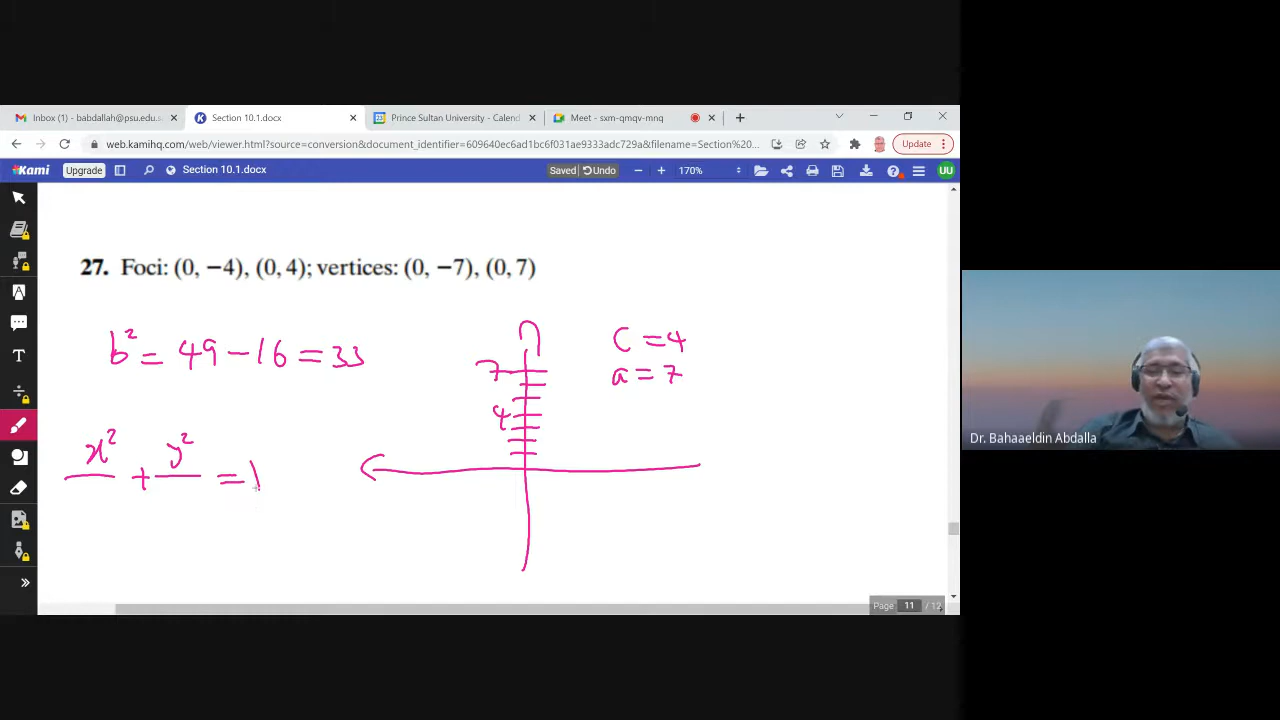 Inbox (1) - babdallah@psu.edu.s
Section 10.1.docx
Prince Sultan University - Calend
Meet - sxm-qmqv-mnq
web.kamihq.com/web/viewer.html?source=conversion&document_identifier=609640ec6ad1bc6f031ae9333adc729a&filename=Section%20...
Update
Kami
Upgrade
Section 10.1.docx
Saved
Undo
170%
UU
27. Foci: (0, −4), (0, 4); vertices: (0, −7), (0, 7)
b² = 49 − 16 = 33
C = 4
a = 7
7
4
x² + y² = 1
Dr. Bahaaeldin Abdalla
Page 11 / 12